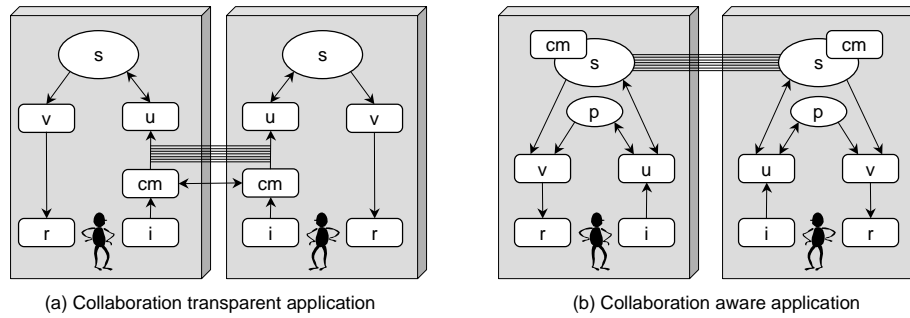 s
v
u
cm
r
i
s
u
v
cm
i
r
cm
s
p
v
u
r
i
s
cm
p
u
v
i
r
(a) Collaboration transparent application
(b) Collaboration aware application